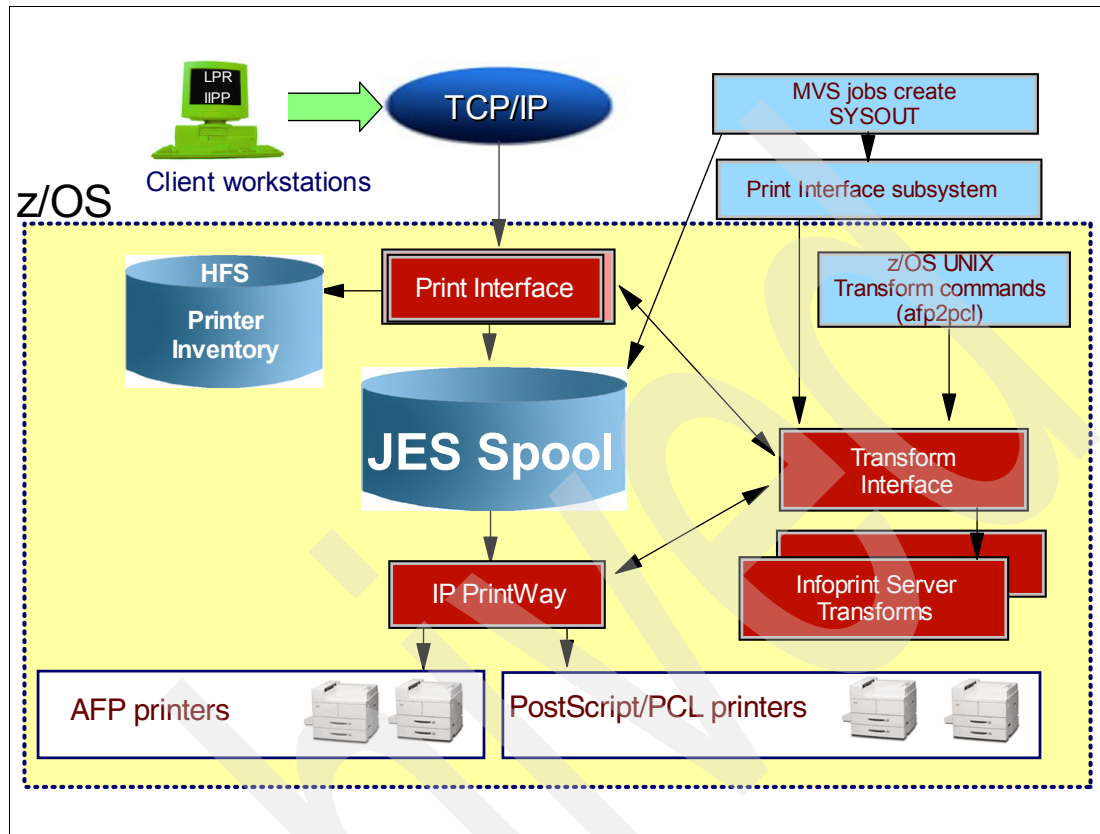 LPR
IIPP
TCP/IP
MVS jobs create
SYSOUT
Client workstations
Print Interface subsystem
z/OS
HFS
Printer
Inventory
Print Interface
z/OS UNIX
Transform commands
(afp2pcl)
JES Spool
Transform
Interface
IP PrintWay
Infoprint Server
Transforms
AFP printers
PostScript/PCL printers